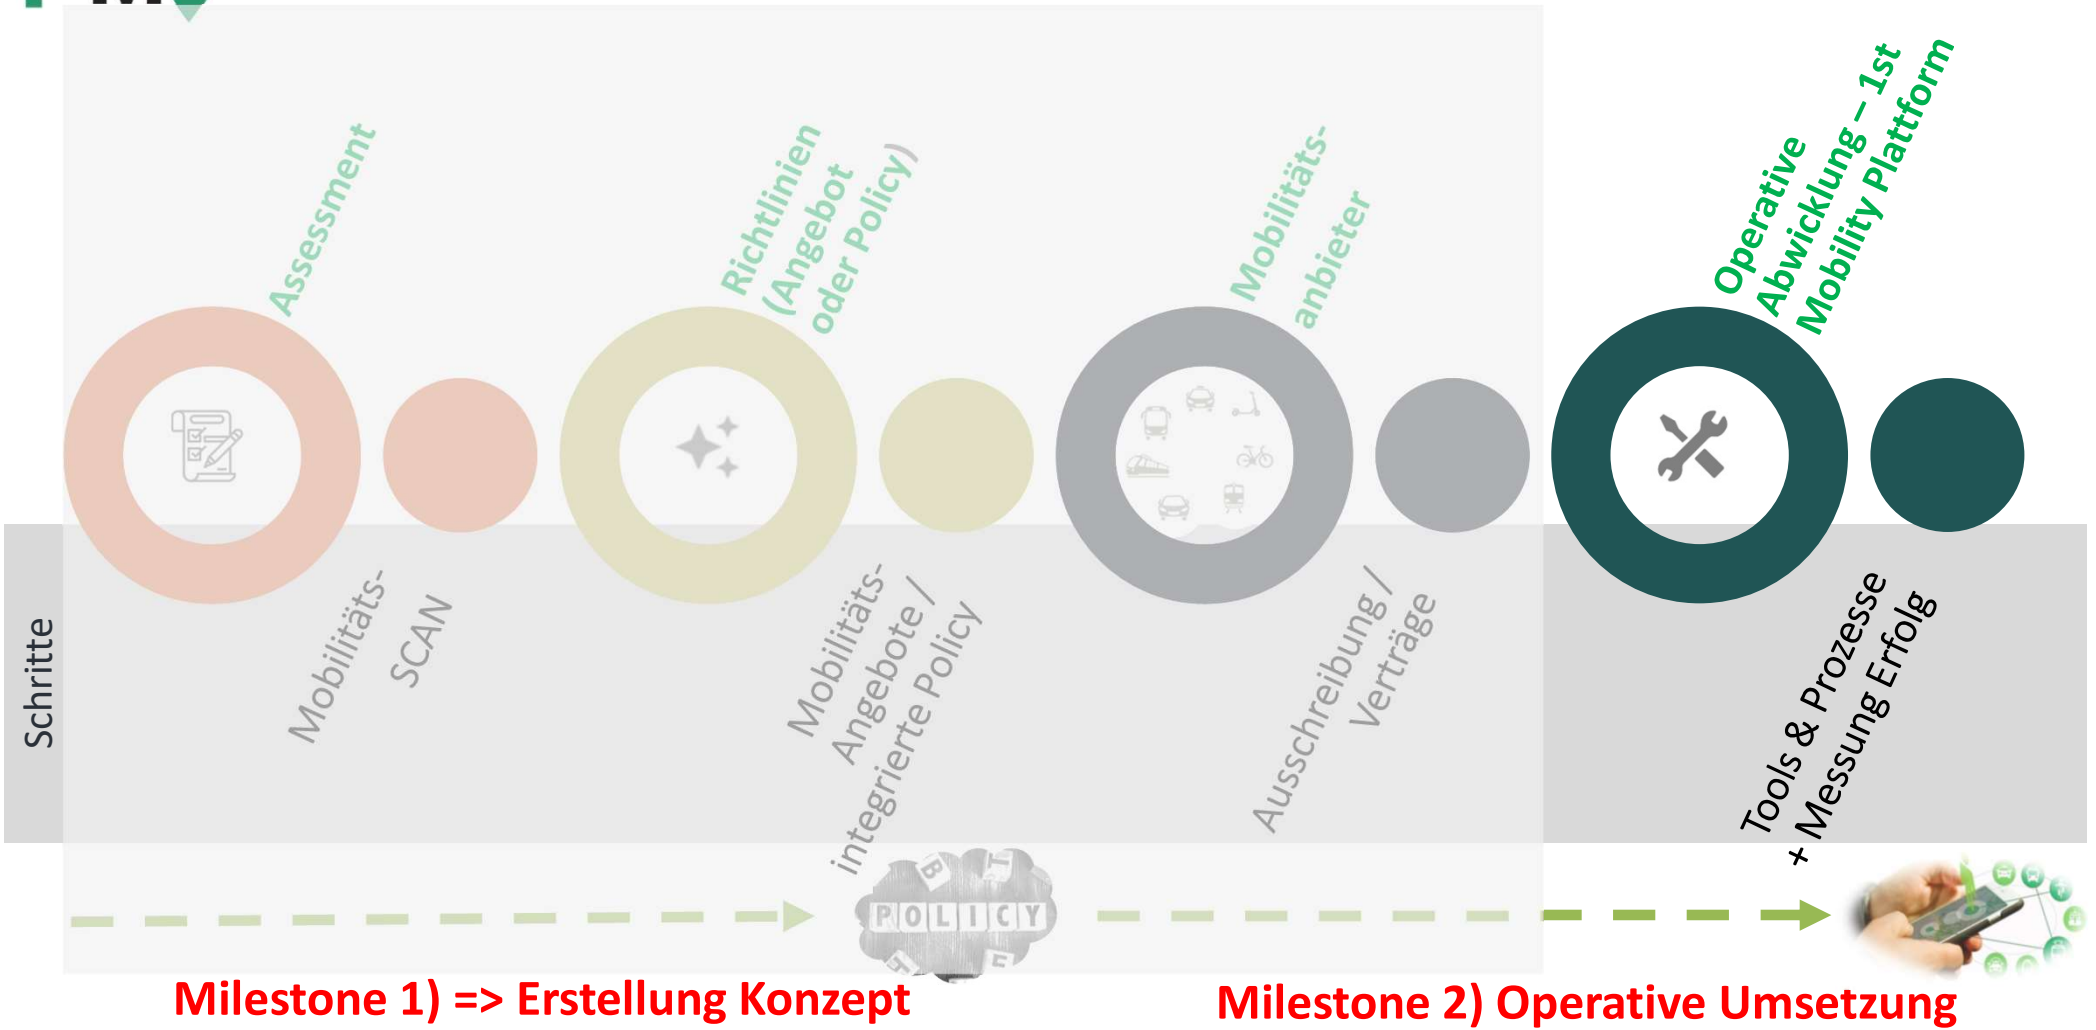 Assessment
Richtlinien
(Angebot
oder Policy)
Mobilitäts-
anbieter
Operative
Abwicklung – 1st
Mobility Plattform
Schritte
Mobilitäts-
SCAN
Mobilitäts-
Angebote /
integrierte Policy
Ausschreibung /
Verträge
Tools & Prozesse
+ Messung Erfolg
B T
POLICY
Milestone 1) => Erstellung Konzept
Milestone 2) Operative Umsetzung